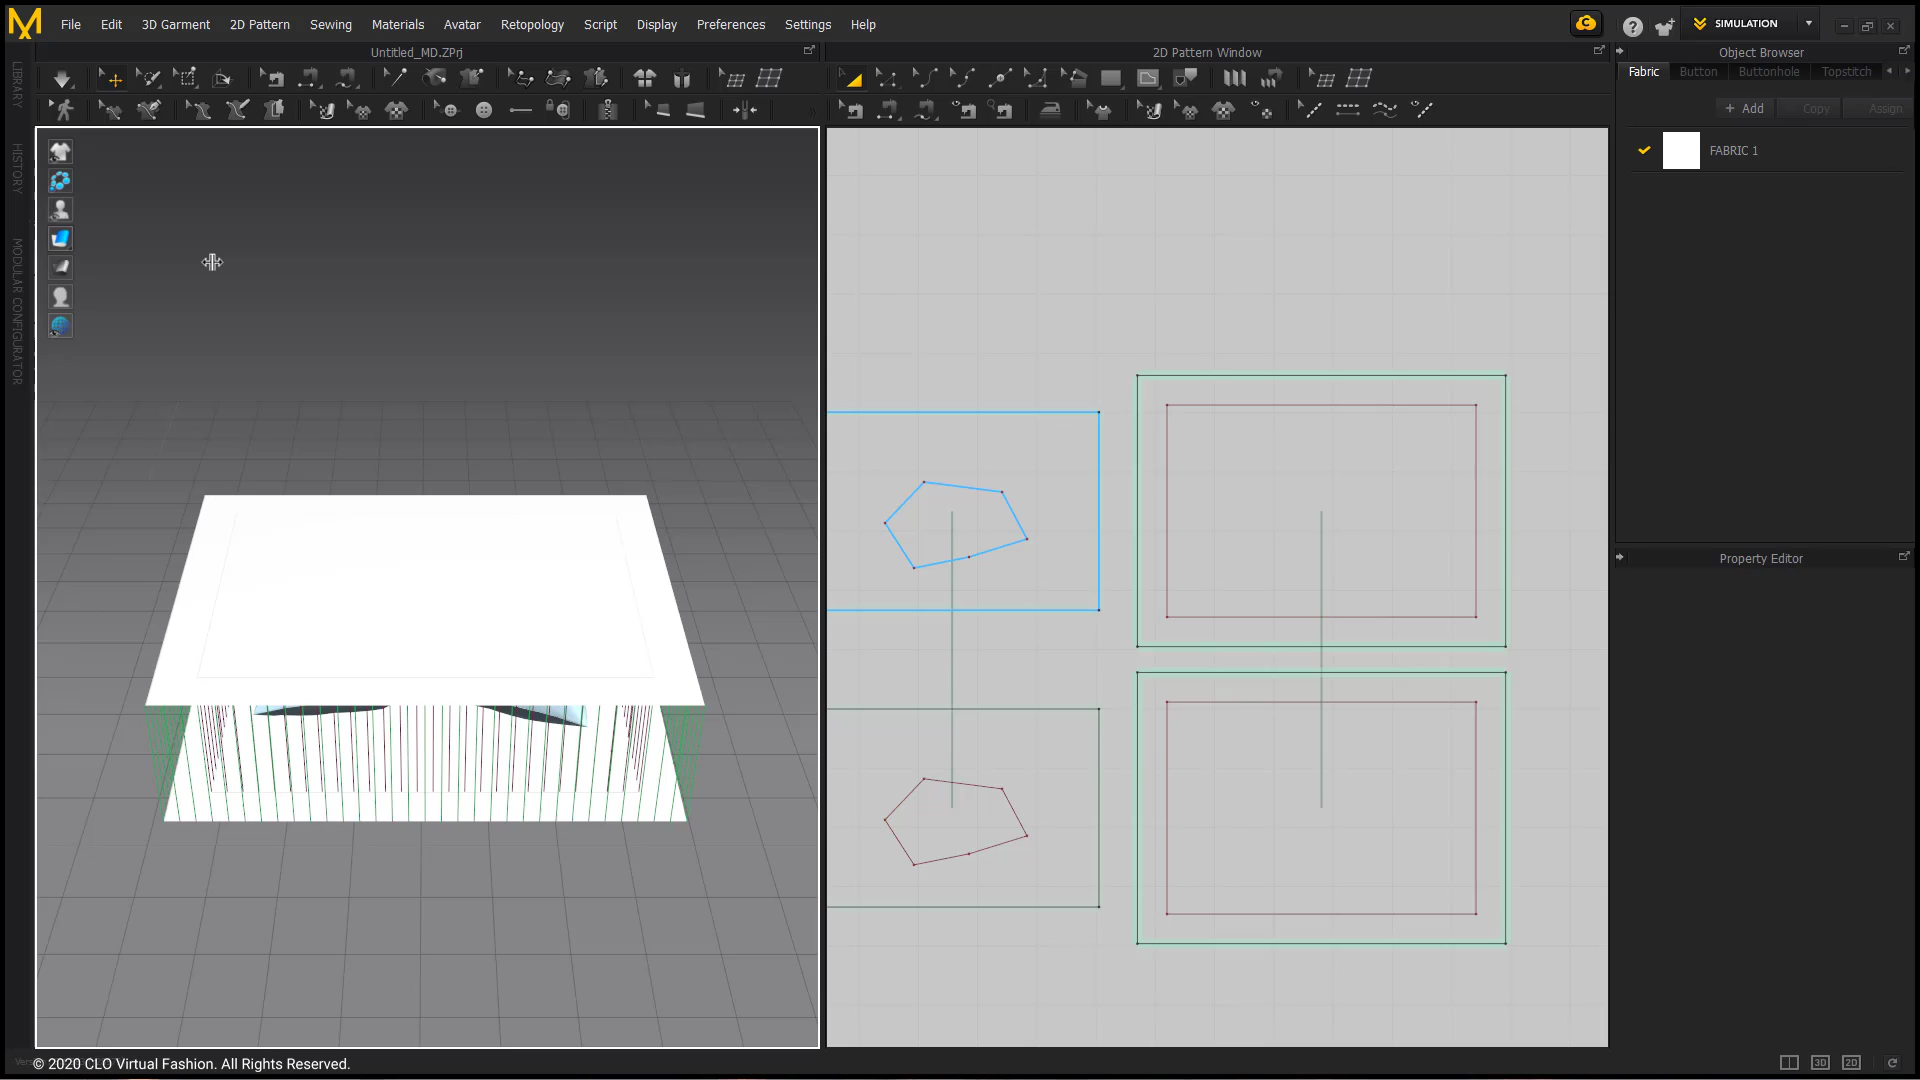 File Edit 3D Garment 2D Pattern Sewing Materials Avatar Retopology Script Display Preferences Settings Help
SIMULATION
Untitled_MD.ZPrj
2D Pattern Window
Object Browser
Fabric Button Buttonhole Topstitch
+ Add Copy Assign
FABRIC 1
Property Editor
LIBRARY
HISTORY
MODULAR CONFIGURATOR
© 2020 CLO Virtual Fashion. All Rights Reserved.
3D 2D